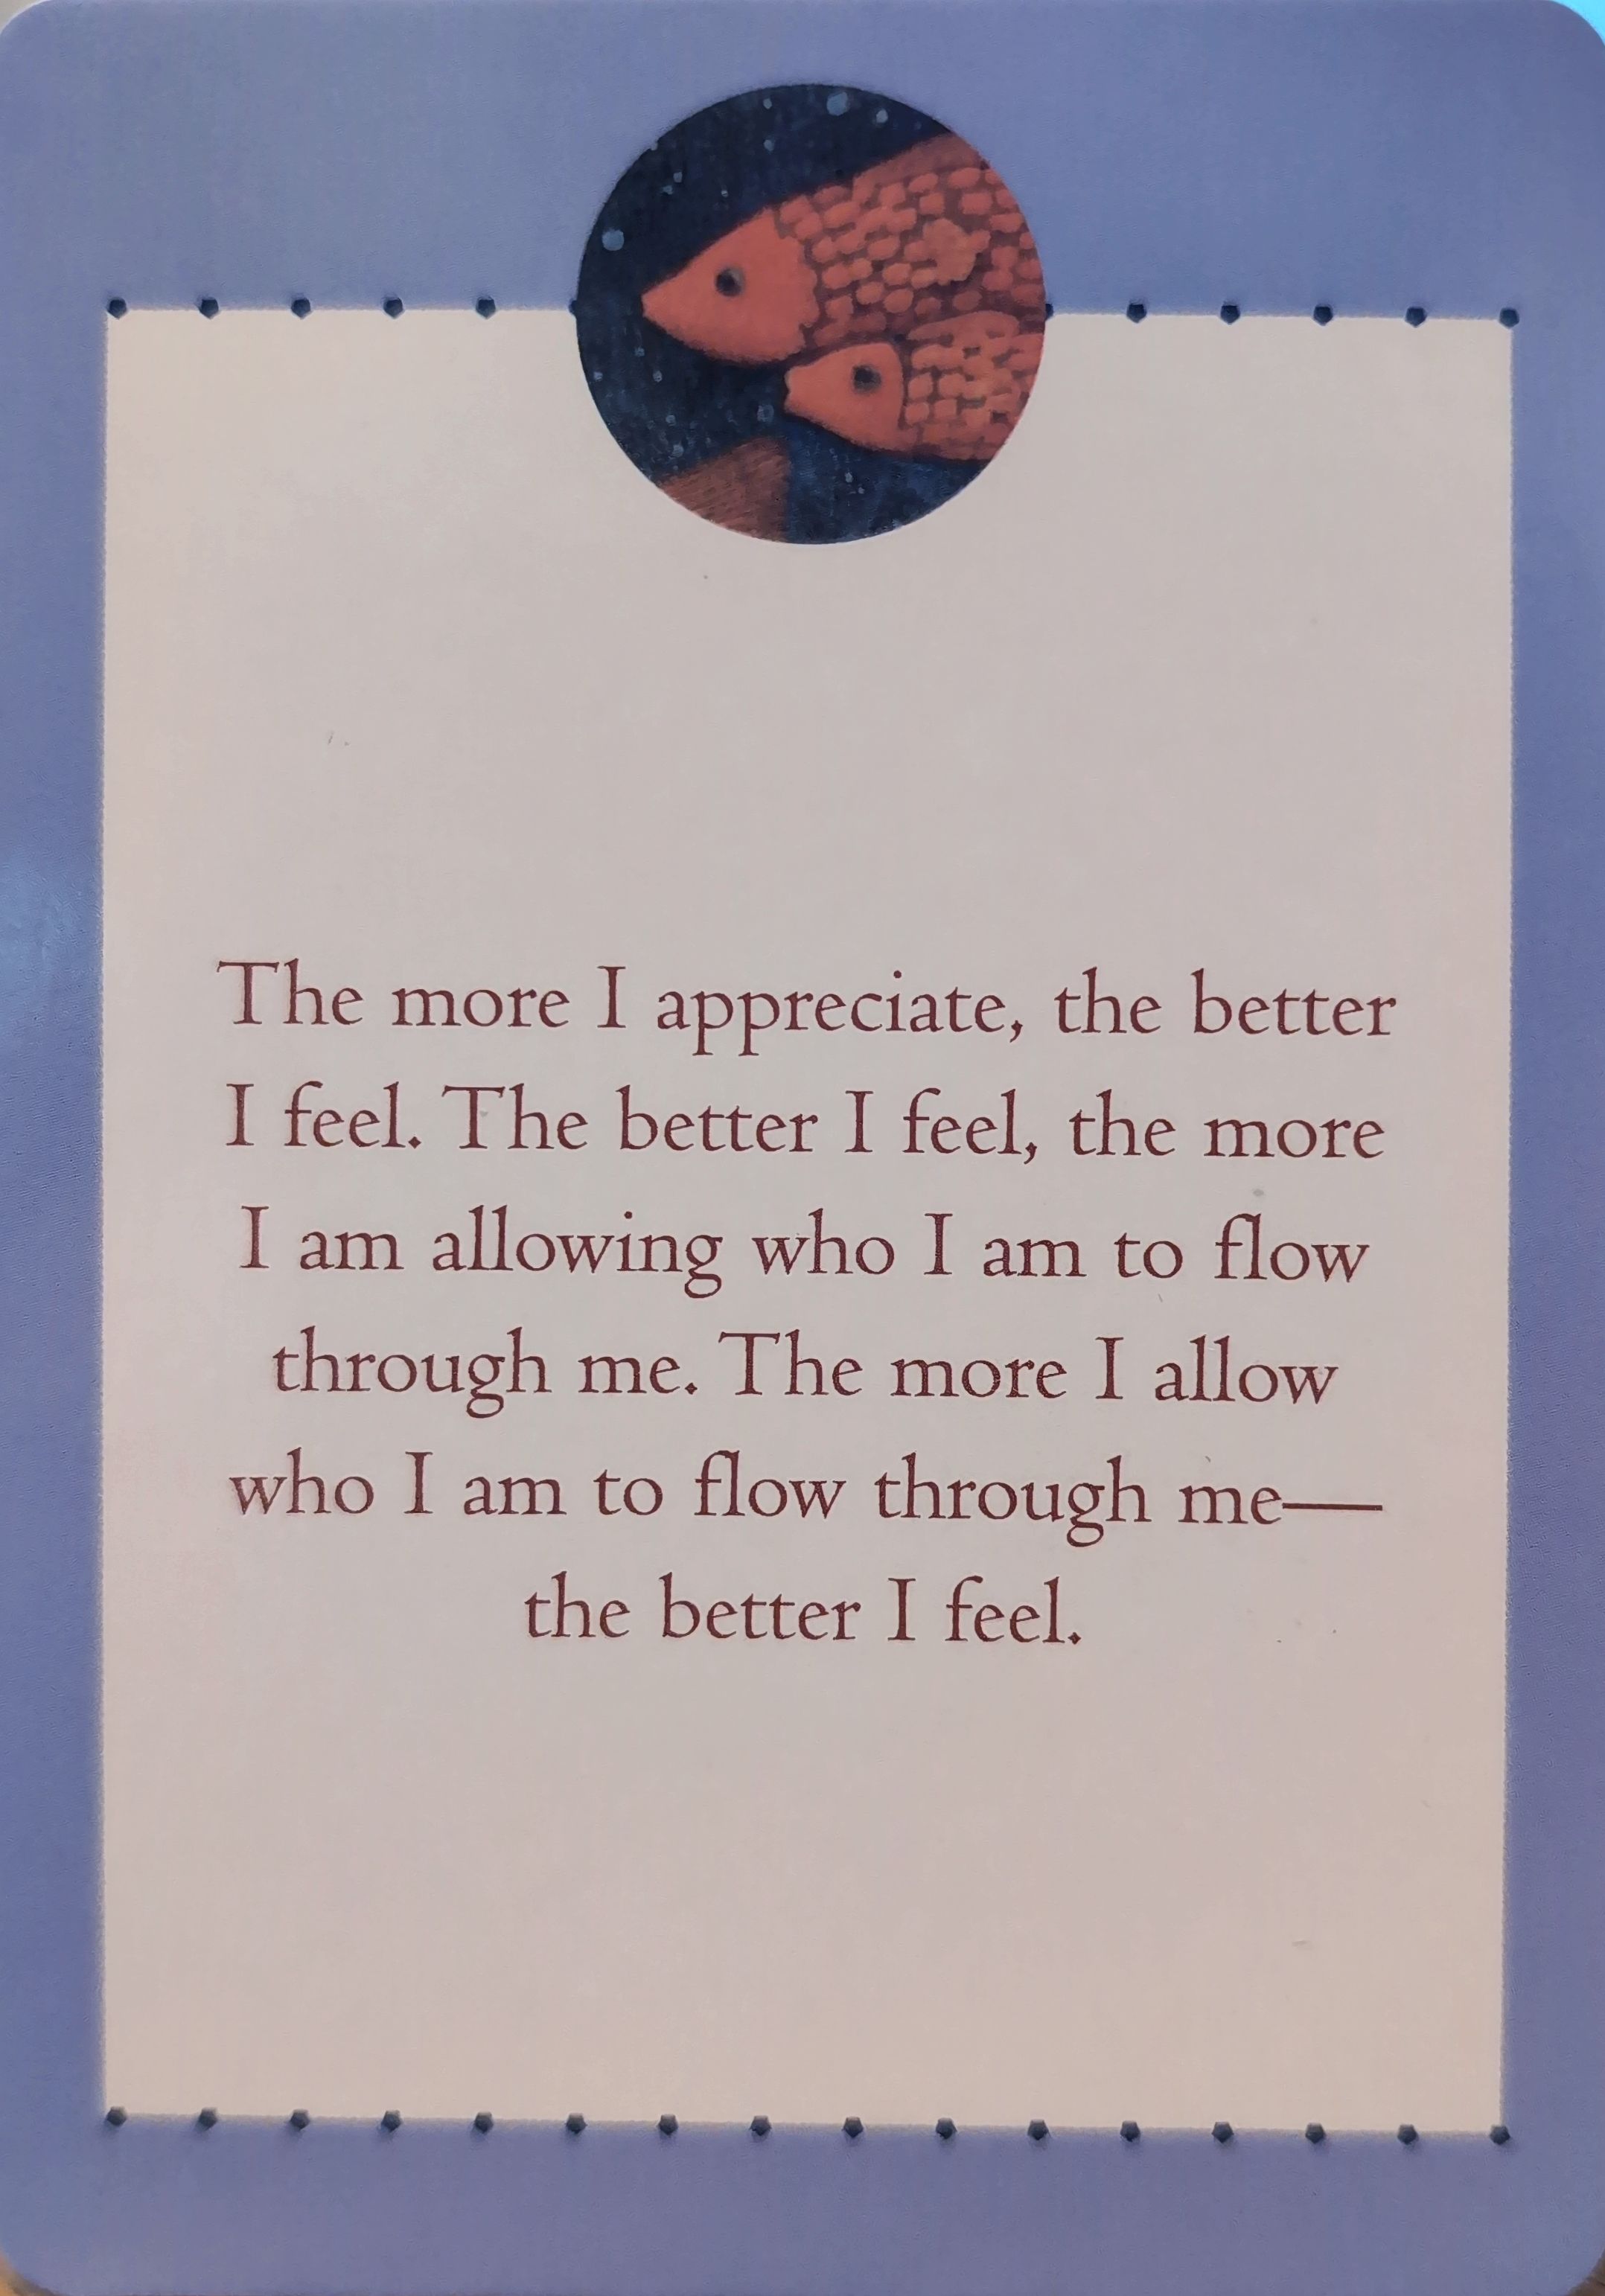 The more I appreciate, the better
I feel. The better I feel, the more
I am allowing who I am to flow
through me. The more I allow
who I am to flow through me—
the better I feel.